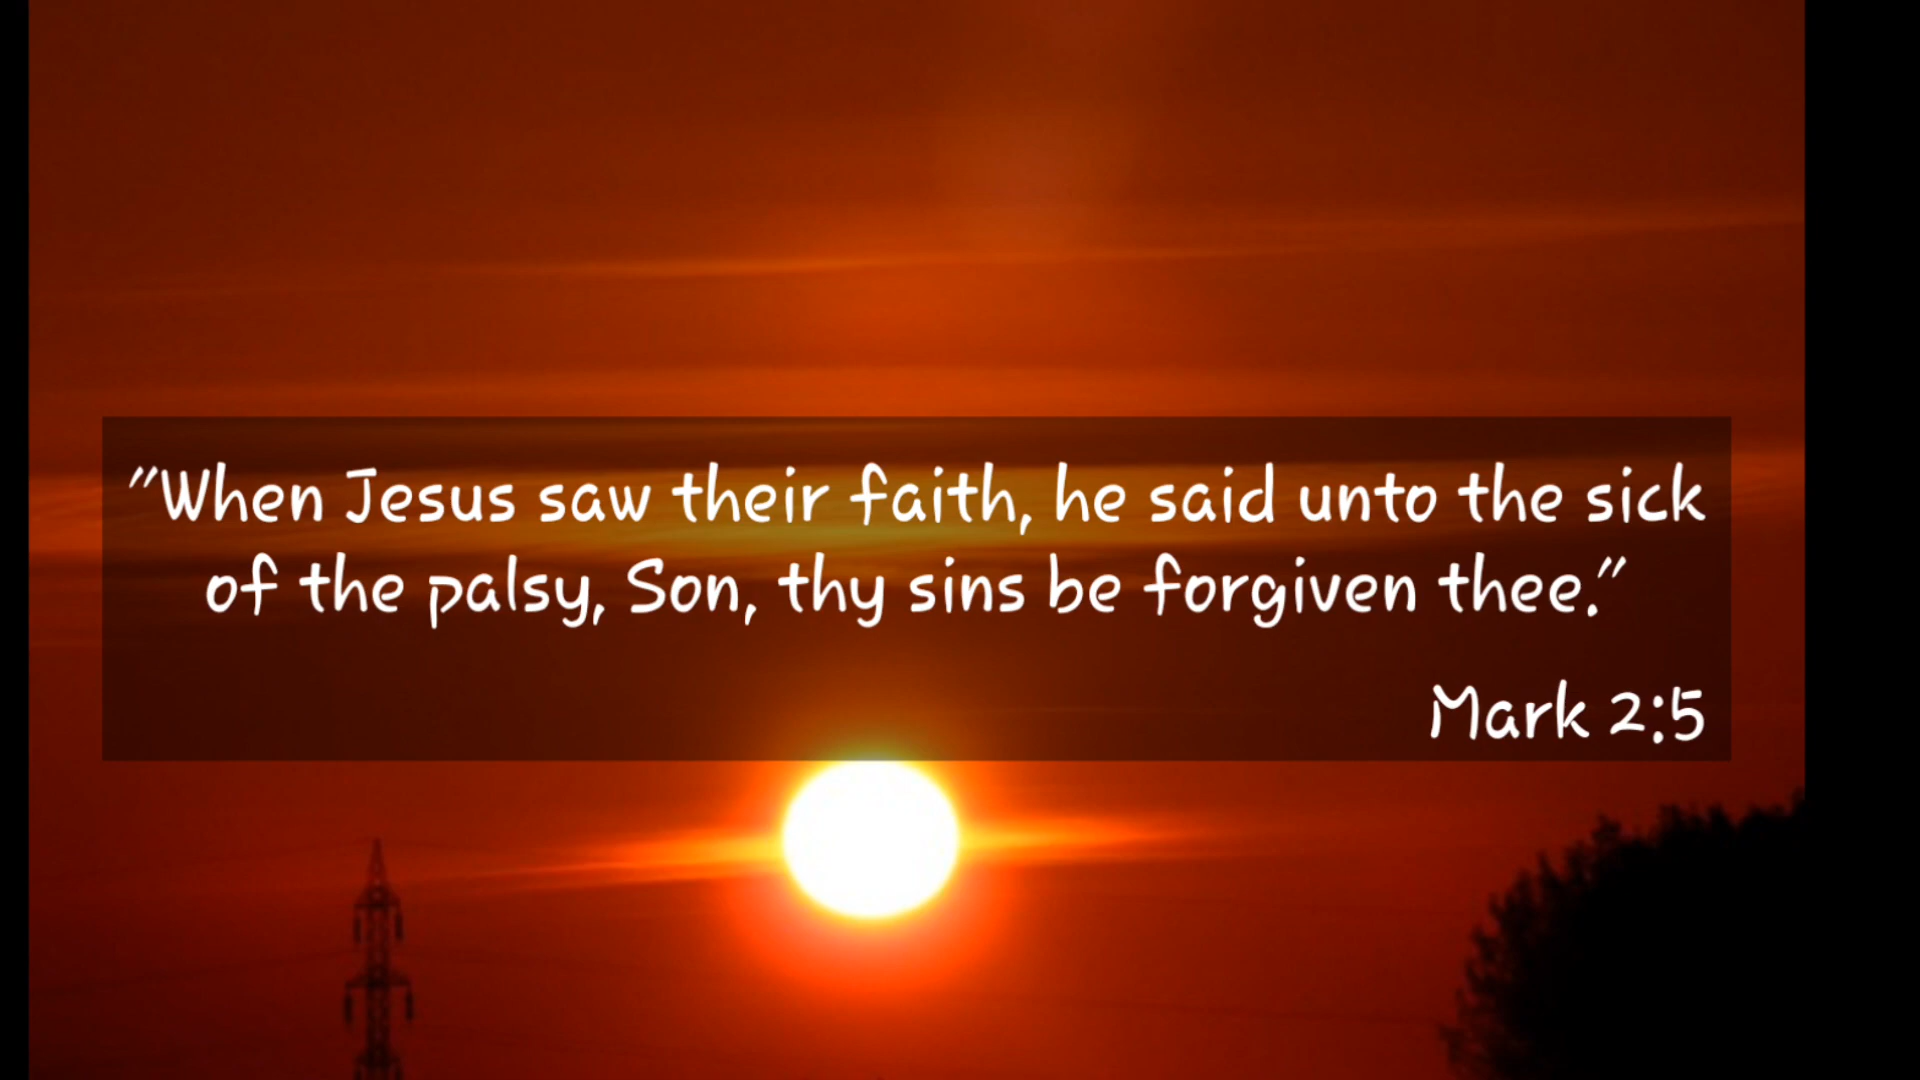 "When Jesus saw their faith, he said unto the sick
of the palsy, Son, thy sins be forgiven thee."
Mark 2:5